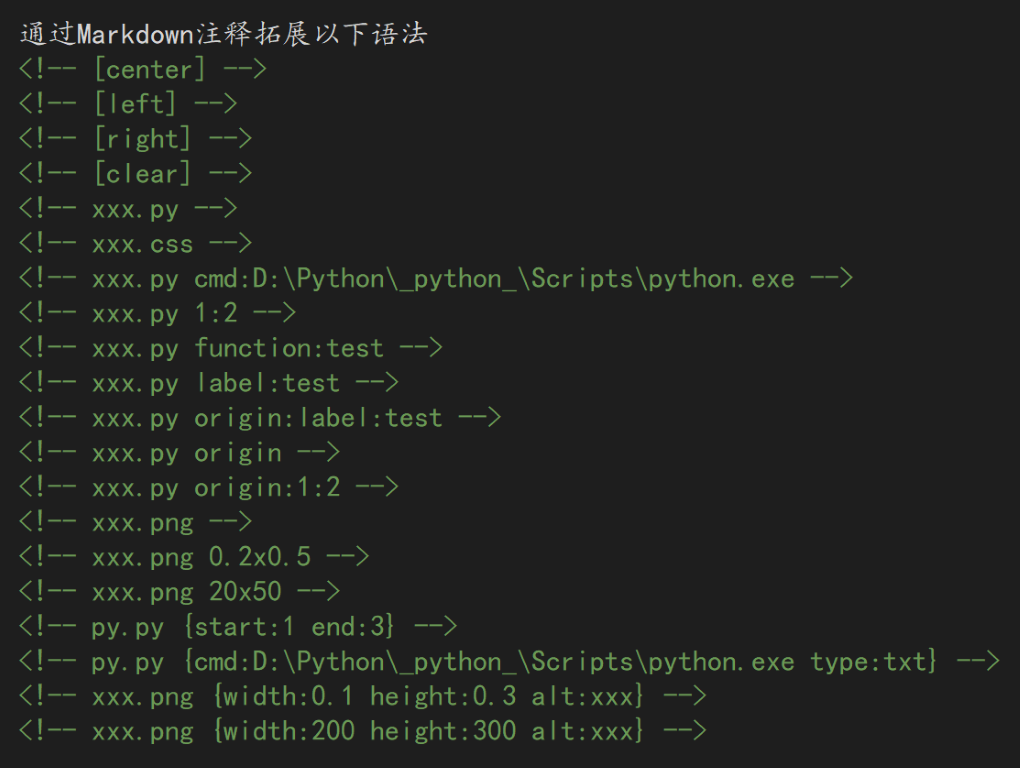 通过Markdown注释拓展以下语法
<!-- [center] -->
<!-- [left] -->
<!-- [right] -->
<!-- [clear] -->
<!-- xxx.py -->
<!-- xxx.css -->
<!-- xxx.py cmd:D:\Python\_python_\Scripts\python.exe -->
<!-- xxx.py 1:2 -->
<!-- xxx.py function:test -->
<!-- xxx.py label:test -->
<!-- xxx.py origin:label:test -->
<!-- xxx.py origin -->
<!-- xxx.py origin:1:2 -->
<!-- xxx.png -->
<!-- xxx.png 0.2x0.5 -->
<!-- xxx.png 20x50 -->
<!-- py.py {start:1 end:3} -->
<!-- py.py {cmd:D:\Python\_python_\Scripts\python.exe type:txt} -->
<!-- xxx.png {width:0.1 height:0.3 alt:xxx} -->
<!-- xxx.png {width:200 height:300 alt:xxx} -->